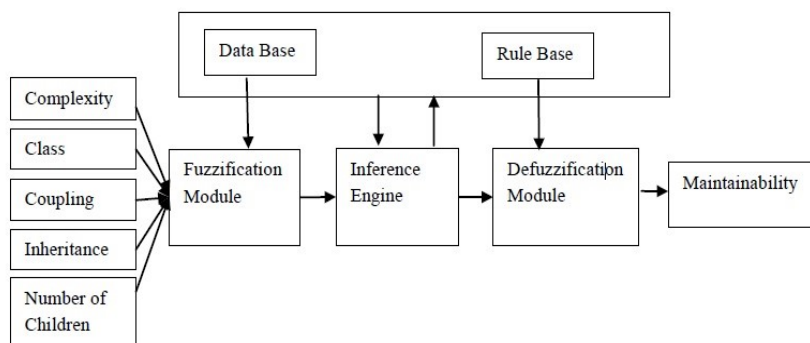 Data Base
Rule Base
Complexity
Class
Coupling
Inheritance
Number of
Children
Fuzzification
Module
Inference
Engine
Defuzzification
Module
Maintainability